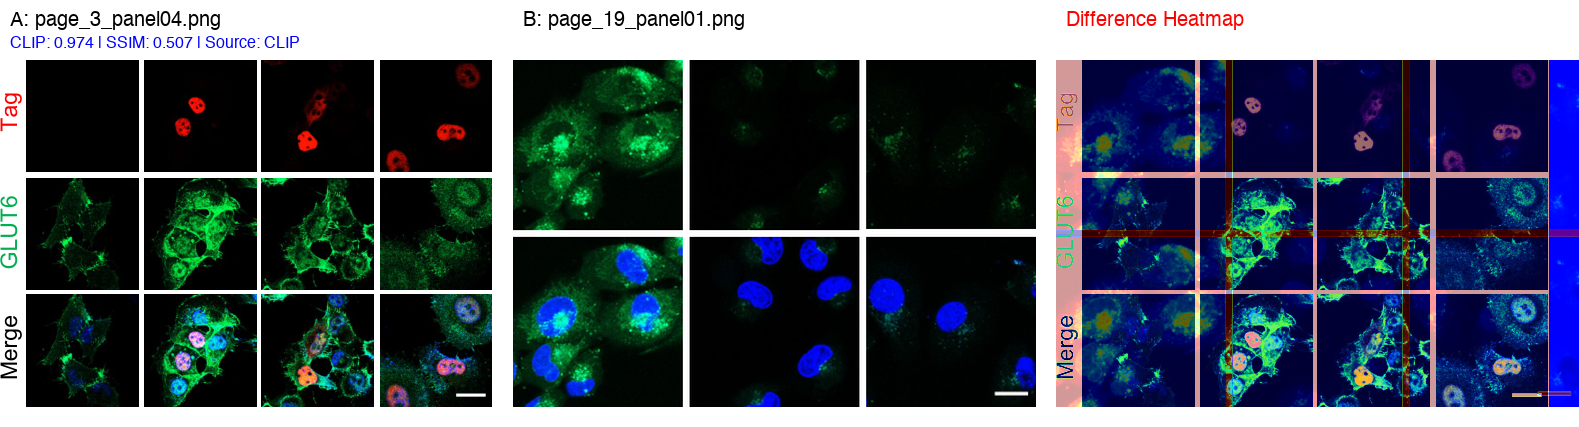 A: page_3_panel04.png
CLIP: 0.974 | SSIM: 0.507 | Source: CLIP
B: page_19_panel01.png
Difference Heatmap
Tag
GLUT6
Merge
Tag
GLUT6
Merge